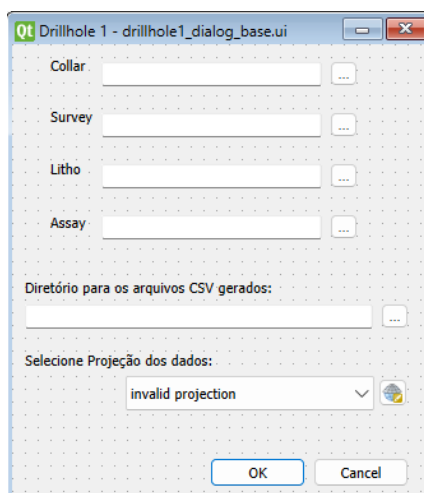 Qt Drillhole 1 - drillhole1_dialog_base.ui
Collar ...
Survey ...
Litho ...
Assay ...
Diretório para os arquivos CSV gerados:
...
Selecione Projeção dos dados:
invalid projection
OK Cancel